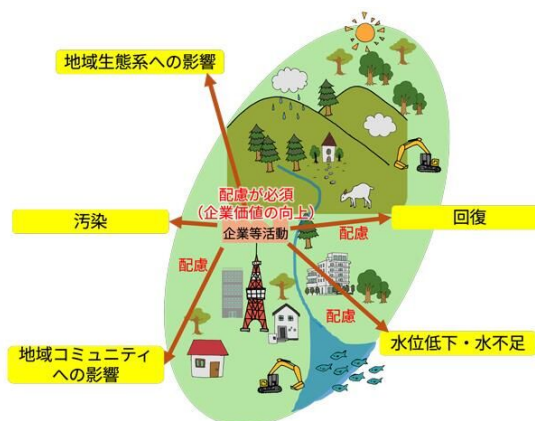 地域生態系への影響
配慮が必須
(企業価値の向上)
汚染
企業等活動
配慮
回復
配慮
配慮
地域コミュニティ
への影響
水位低下・水不足